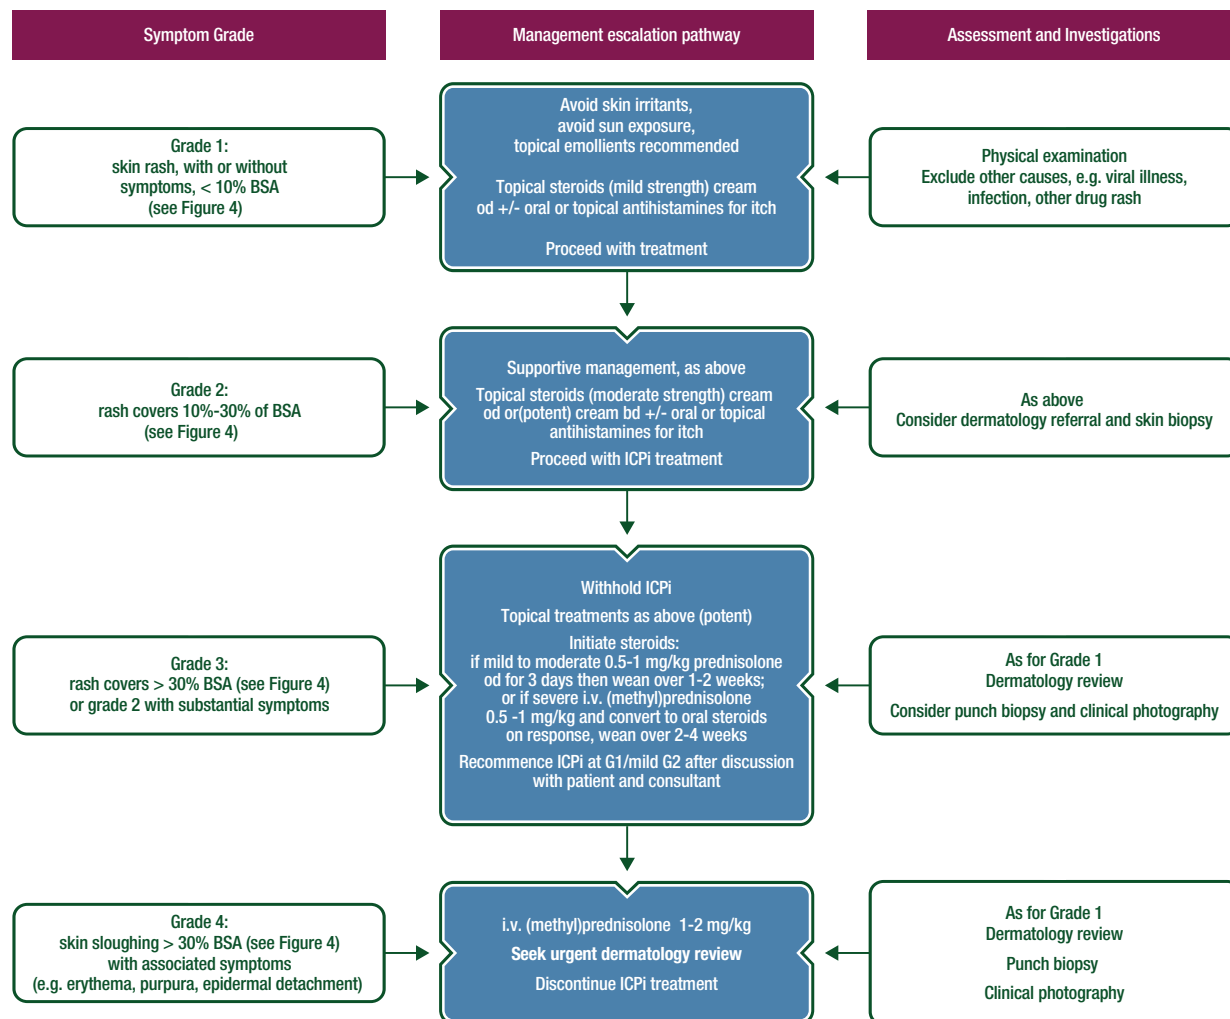 Symptom Grade
Management escalation pathway
Assessment and Investigations
Grade 1:
skin rash, with or without
symptoms, < 10% BSA
(see Figure 4)
Avoid skin irritants,
avoid sun exposure,
topical emollients recommended
Topical steroids (mild strength) cream
od +/- oral or topical antihistamines for itch
Proceed with treatment
Physical examination
Exclude other causes, e.g. viral illness,
infection, other drug rash
Grade 2:
rash covers 10%-30% of BSA
(see Figure 4)
Supportive management, as above
Topical steroids (moderate strength) cream
od or(potent) cream bd +/- oral or topical
antihistamines for itch
Proceed with ICPi treatment
As above
Consider dermatology referral and skin biopsy
Grade 3:
rash covers > 30% BSA (see Figure 4)
or grade 2 with substantial symptoms
Withhold ICPi
Topical treatments as above (potent)
Initiate steroids:
if mild to moderate 0.5-1 mg/kg prednisolone
od for 3 days then wean over 1-2 weeks;
or if severe i.v. (methyl)prednisolone
0.5 -1 mg/kg and convert to oral steroids
on response, wean over 2-4 weeks
Recommence ICPi at G1/mild G2 after discussion
with patient and consultant
As for Grade 1
Dermatology review
Consider punch biopsy and clinical photography
Grade 4:
skin sloughing > 30% BSA (see Figure 4)
with associated symptoms
(e.g. erythema, purpura, epidermal detachment)
i.v. (methyl)prednisolone 1-2 mg/kg
Seek urgent dermatology review
Discontinue ICPi treatment
As for Grade 1
Dermatology review
Punch biopsy
Clinical photography